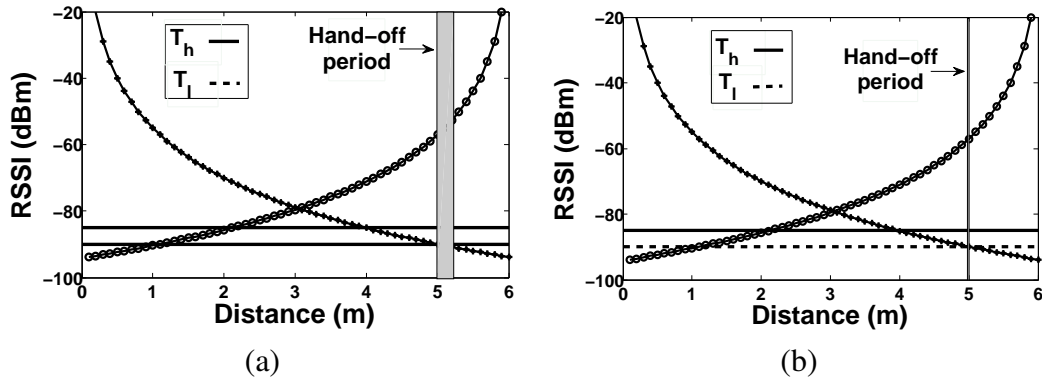 −20
−40
−60
−80
−100
RSSI (dBm)
T_h
T_l
Hand−off
period
0
1
2
3
4
5
6
Distance (m)
(a)
−20
−40
−60
−80
−100
RSSI (dBm)
T_h
T_l
Hand−off
period
0
1
2
3
4
5
6
Distance (m)
(b)